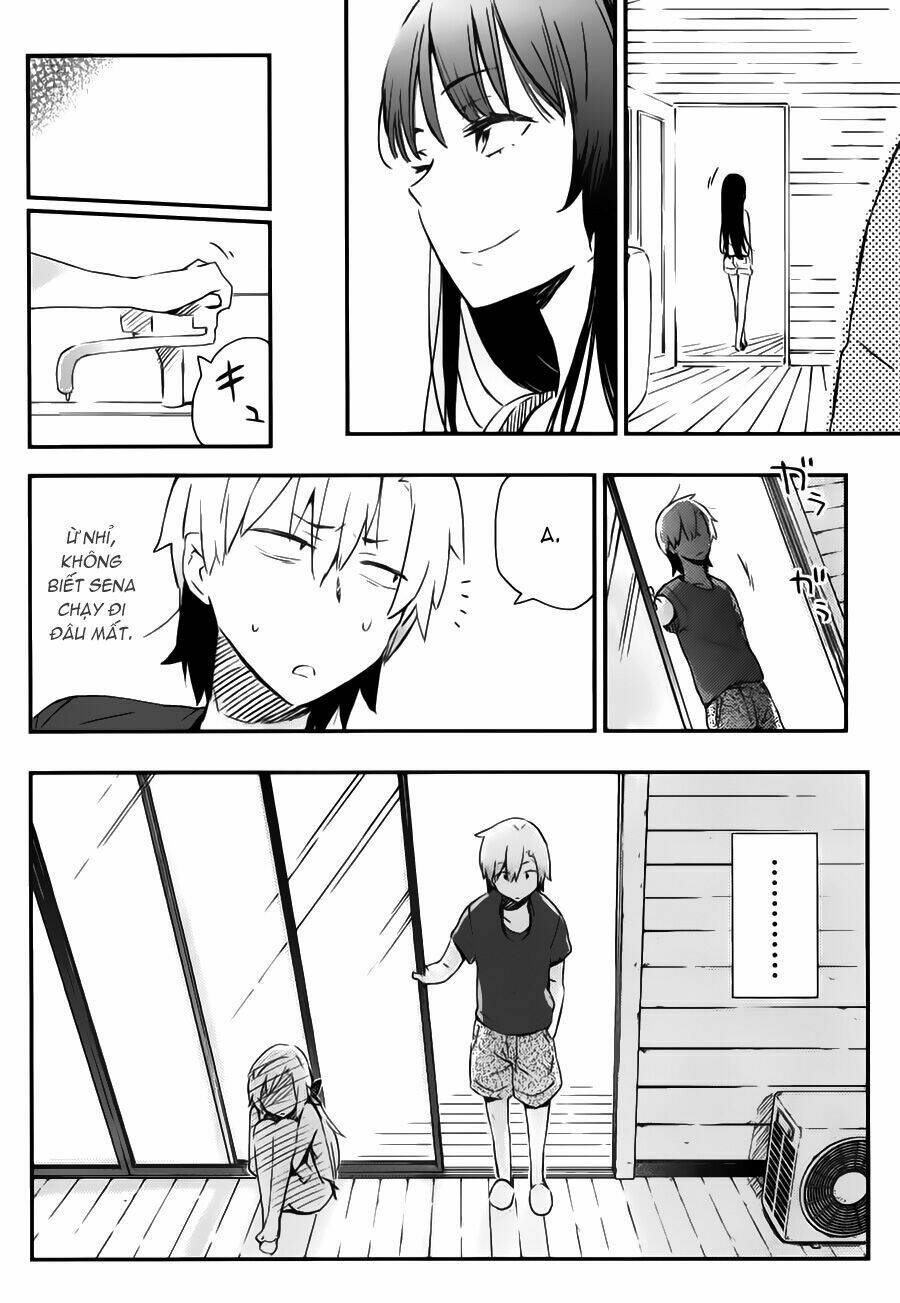 キュ
ガラ
ガラ
A.
Ừ NHỈ,
KHÔNG
BIẾT SENA
CHẠY ĐI
ĐÂU MẤT.
..........